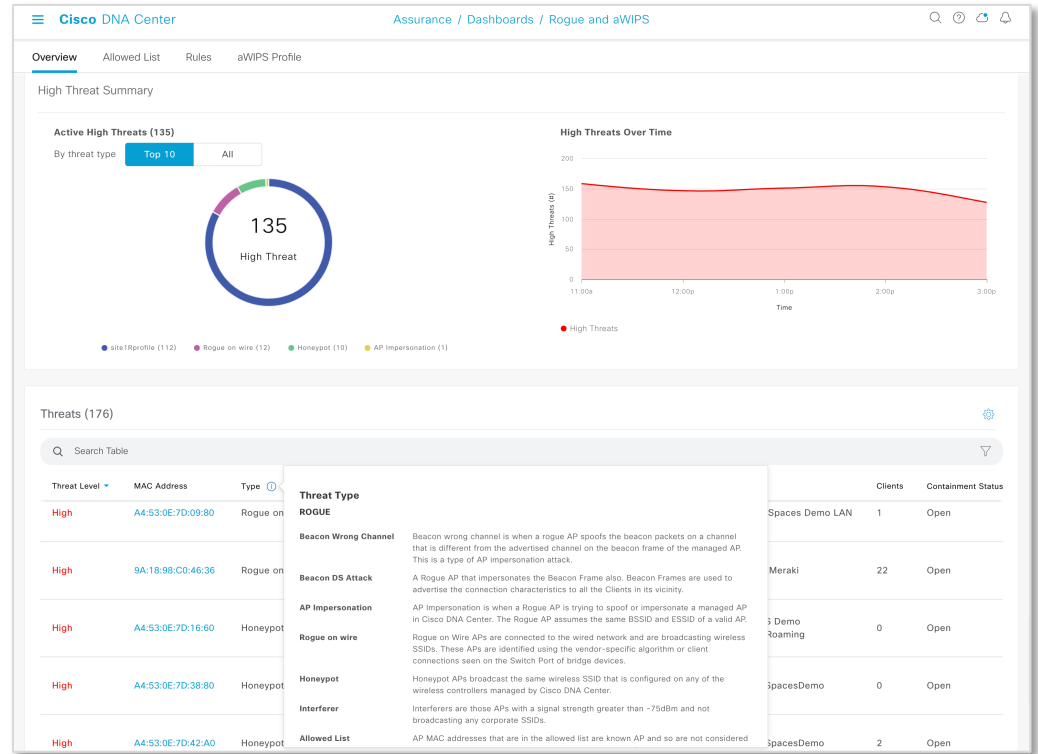 Cisco DNA Center
Assurance / Dashboards / Rogue and aWIPS
Overview Allowed List Rules aWIPS Profile
High Threat Summary
Active High Threats (135)
By threat type Top 10 All
135
High Threat
site1Rprofile (112) Rogue on wire (12) Honeypot (10) AP Impersonation (1)
High Threats Over Time
200
150
100
50
0
High Threats (#)
11:00a 12:00p 1:00p 2:00p 3:00p
Time
High Threats
Threats (176)
Search Table
Threat Level MAC Address Type Clients Containment Status
High A4:53:0E:7D:09:80 Rogue on Spaces Demo LAN 1 Open
High 9A:18:98:C0:46:36 Rogue on Meraki 22 Open
High A4:53:0E:7D:16:60 Honeypot S Demo 0 Open
Roaming
High A4:53:0E:7D:38:80 Honeypot SpacesDemo 0 Open
High A4:53:0E:7D:42:A0 Honeypot SpacesDemo 2 Open
Threat Type
ROGUE
Beacon Wrong Channel Beacon wrong channel is when a rogue AP spoofs the beacon packets on a channel
that is different from the advertised channel on the beacon frame of the managed AP.
This is a type of AP impersonation attack.
Beacon DS Attack A Rogue AP that impersonates the Beacon Frame also. Beacon Frames are used to
advertise the connection characteristics to all the Clients in its vicinity.
AP Impersonation AP Impersonation is when a Rogue AP is trying to spoof or impersonate a managed AP
in Cisco DNA Center. The Rogue AP assumes the same BSSID and ESSID of a valid AP.
Rogue on wire Rogue on Wire APs are connected to the wired network and are broadcasting wireless
SSIDs. These APs are identified using the vendor-specific algorithm or client
connections seen on the Switch Port of bridge devices.
Honeypot Honeypot APs broadcast the same wireless SSID that is configured on any of the
wireless controllers managed by Cisco DNA Center.
Interferer Interferers are those APs with a signal strength greater than -75dBm and not
broadcasting any corporate SSIDs.
Allowed List AP MAC addresses that are in the allowed list are known AP and so are not considered